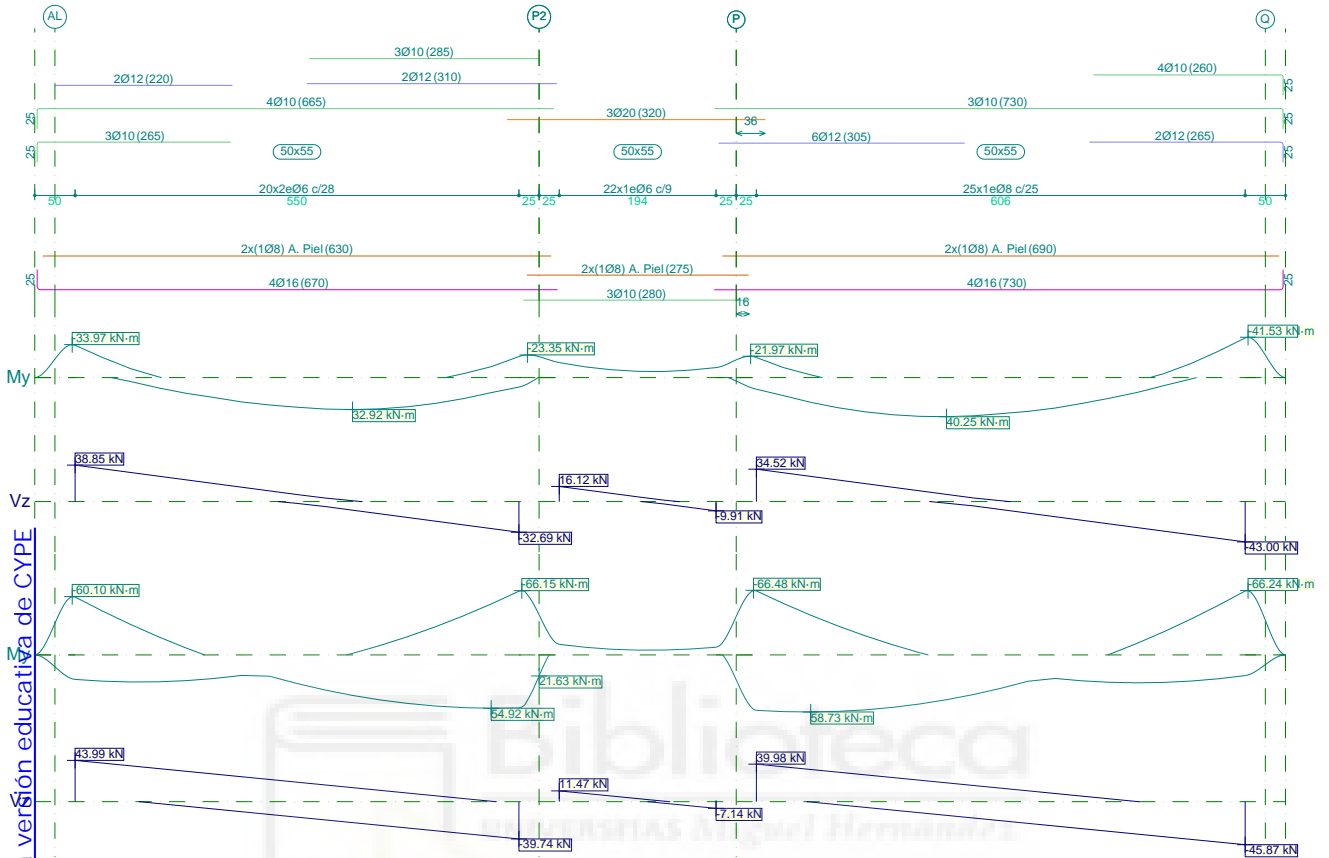 AL P2 P Q
3Ø10 (285)
4Ø10 (260)
2Ø12 (220) 2Ø12 (310)
25
4Ø10 (665) 3Ø10 (730)
3Ø20 (320)
25 36 25
3Ø10 (265) 6Ø12 (305) 2Ø12 (265)
25 50x55 50x55 50x55 25
20x2eØ6 c/28 22x1eØ6 c/9 25x1eØ8 c/25
50 550 25 25 194 25 25 606 50
2x(1Ø8) A. Piel (630) 2x(1Ø8) A. Piel (690)
2x(1Ø8) A. Piel (275)
25 4Ø16 (670) 4Ø16 (730) 25
3Ø10 (280)
16
-33.97 kN·m -23.35 kN·m -21.97 kN·m -41.53 kN·m
My
32.92 kN·m 40.25 kN·m
38.85 kN 16.12 kN 34.52 kN
Vz
-9.91 kN
-32.69 kN -43.00 kN
-60.10 kN·m -66.15 kN·m -66.48 kN·m -66.24 kN·m
My
21.63 kN·m
54.92 kN·m 58.73 kN·m
43.99 kN 11.47 kN 39.98 kN
Vz
-7.14 kN
-39.74 kN -45.87 kN
versión educativa de CYPE
Biblioteca
UNIVERSITAS Miguel Hernández